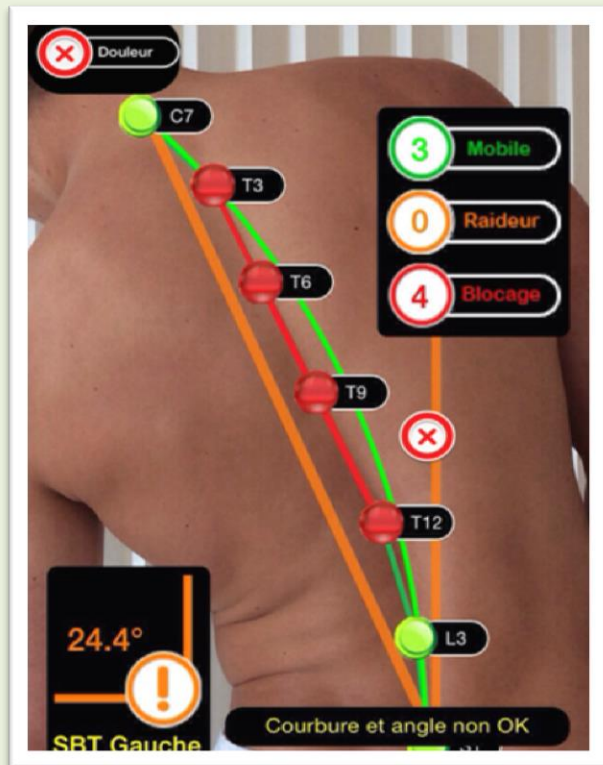 Douleur
C7
3 Mobile
T3
0 Raideur
T6
4 Blocage
T9
T12
24.4°
L3
Courbure et angle non OK
SBT Gauche